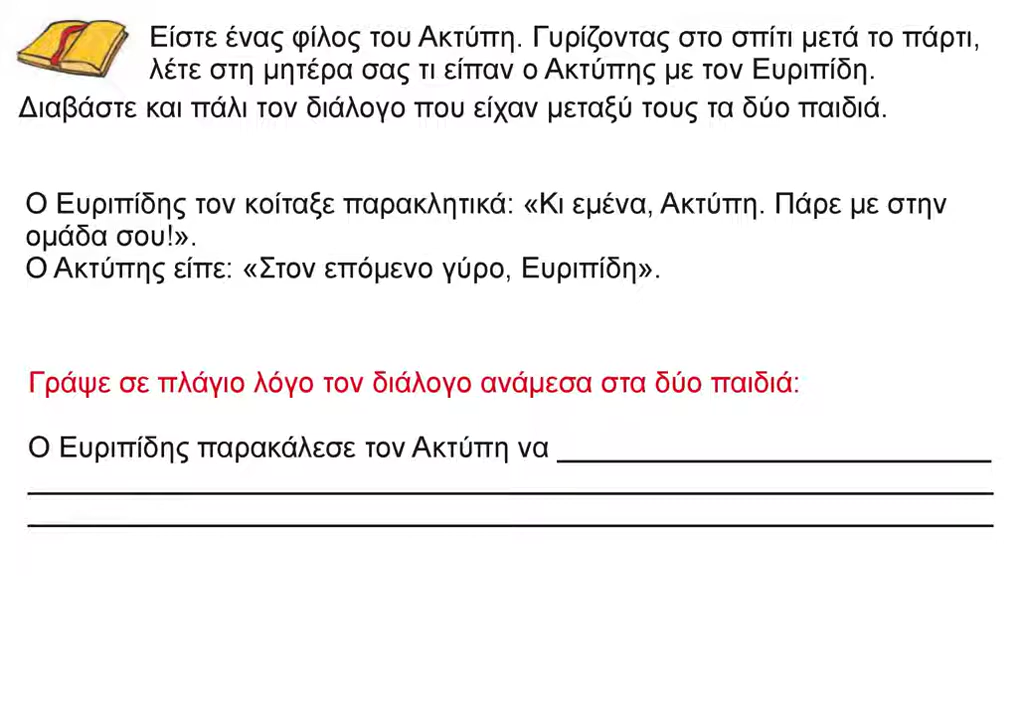 Είστε ένας φίλος του Ακτύπη. Γυρίζοντας στο σπίτι μετά το πάρτι,
λέτε στη μητέρα σας τι είπαν ο Ακτύπης με τον Ευριπίδη.
Διαβάστε και πάλι τον διάλογο που είχαν μεταξύ τους τα δύο παιδιά.
Ο Ευριπίδης τον κοίταξε παρακλητικά: «Κι εμένα, Ακτύπη. Πάρε με στην
ομάδα σου!».
Ο Ακτύπης είπε: «Στον επόμενο γύρο, Ευριπίδη».
Γράψε σε πλάγιο λόγο τον διάλογο ανάμεσα στα δύο παιδιά:
Ο Ευριπίδης παρακάλεσε τον Ακτύπη να